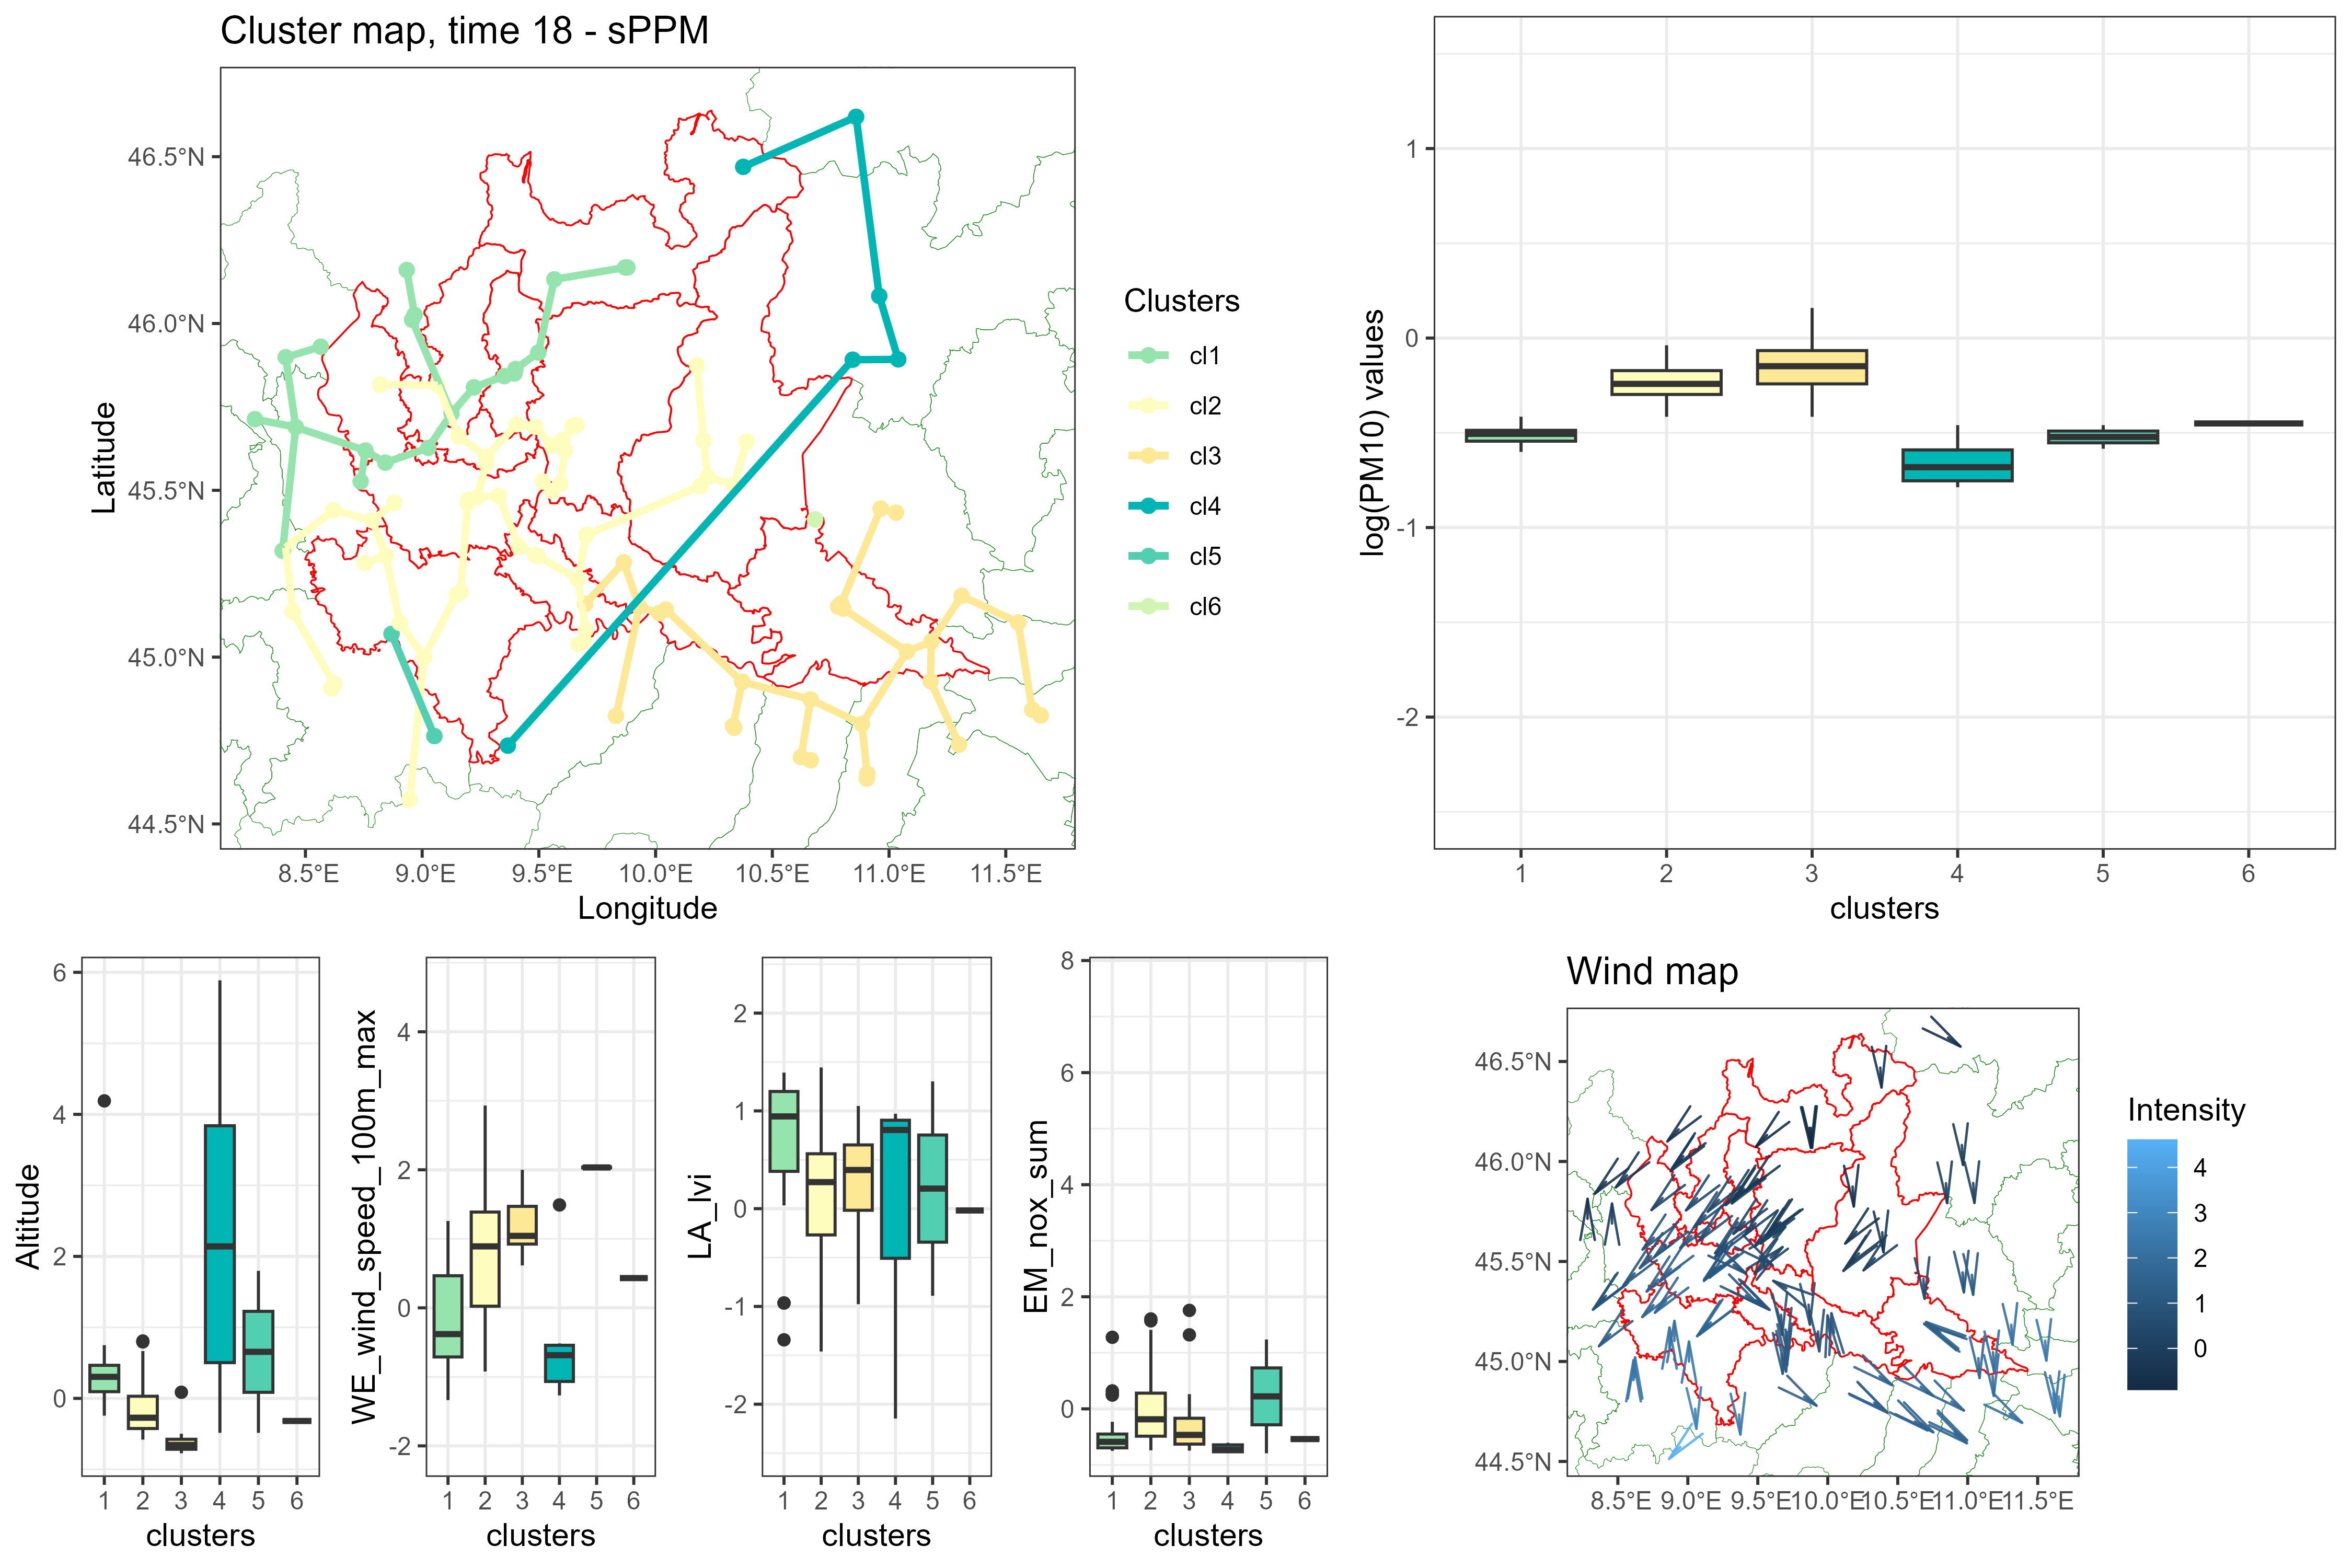 Cluster map, time 18 - sPPM
46.5°N
46.0°N
45.5°N
45.0°N
44.5°N
Latitude
8.5°E 9.0°E 9.5°E 10.0°E 10.5°E 11.0°E 11.5°E
Longitude
Clusters
cl1
cl2
cl3
cl4
cl5
cl6
log(PM10) values
1
0
-1
-2
1 2 3 4 5 6
clusters
Altitude
6
4
2
0
1 2 3 4 5 6
clusters
WE_wind_speed_100m_max
4
2
0
-2
1 2 3 4 5 6
clusters
LA_lvi
2
1
0
-1
-2
1 2 3 4 5 6
clusters
EM_nox_sum
8
6
4
2
0
1 2 3 4 5 6
clusters
Wind map
46.5°N
46.0°N
45.5°N
45.0°N
44.5°N
8.5°E 9.0°E 9.5°E 10.0°E 10.5°E 11.0°E 11.5°E
Intensity
4
3
2
1
0